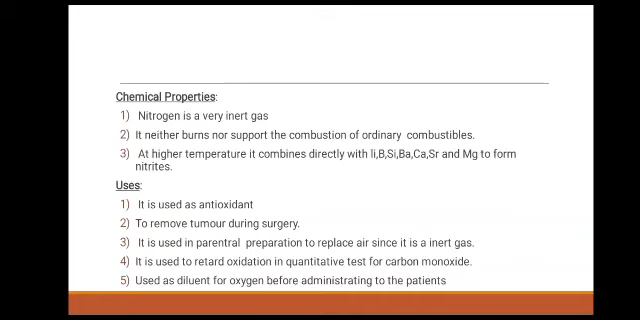 Chemical Properties:
1) Nitrogen is a very inert gas
2) It neither burns nor support the combustion of ordinary combustibles.
3) At higher temperature it combines directly with li,B,Si,Ba,Ca,Sr and Mg to form
nitrites.
Uses:
1) It is used as antioxidant
2) To remove tumour during surgery.
3) It is used in parentral preparation to replace air since it is a inert gas.
4) It is used to retard oxidation in quantitative test for carbon monoxide.
5) Used as diluent for oxygen before administrating to the patients